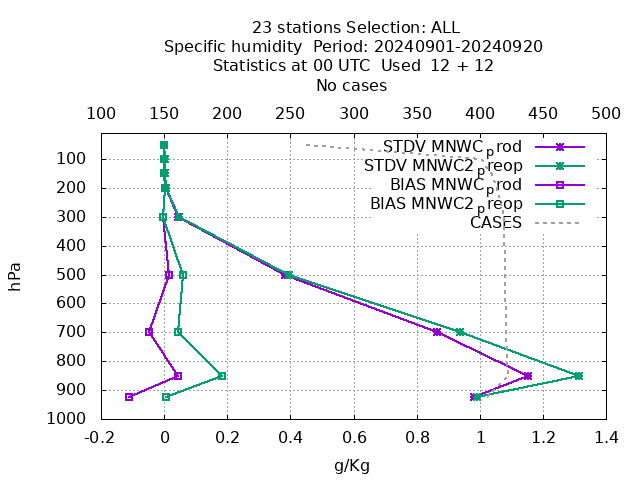 23 stations Selection: ALL
Specific humidity  Period: 20240901-20240920
Statistics at 00 UTC  Used  12 + 12
No cases
100 150 200 250 300 350 400 450 500
STDV MNWC_prod
STDV MNWC2_preop
BIAS MNWC_prod
BIAS MNWC2_preop
CASES
100
200
300
400
500
600
700
800
900
1000
hPa
-0.2 0 0.2 0.4 0.6 0.8 1 1.2 1.4
g/Kg